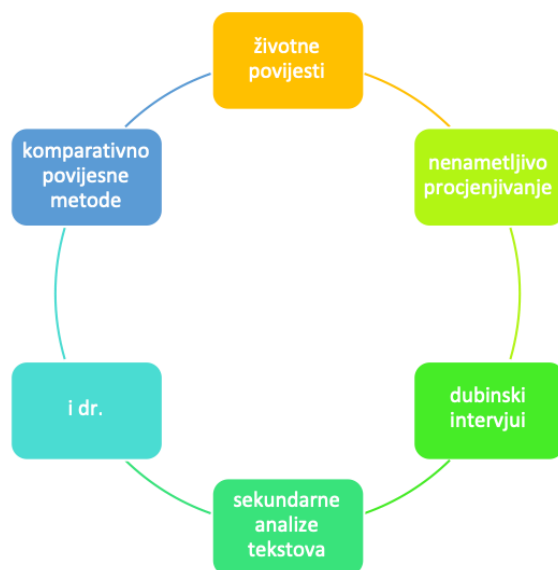 životne
povijesti
nenametljivo
procjenjivanje
dubinski
intervjui
sekundarne
analize
tekstova
i dr.
komparativno
povijesne
metode